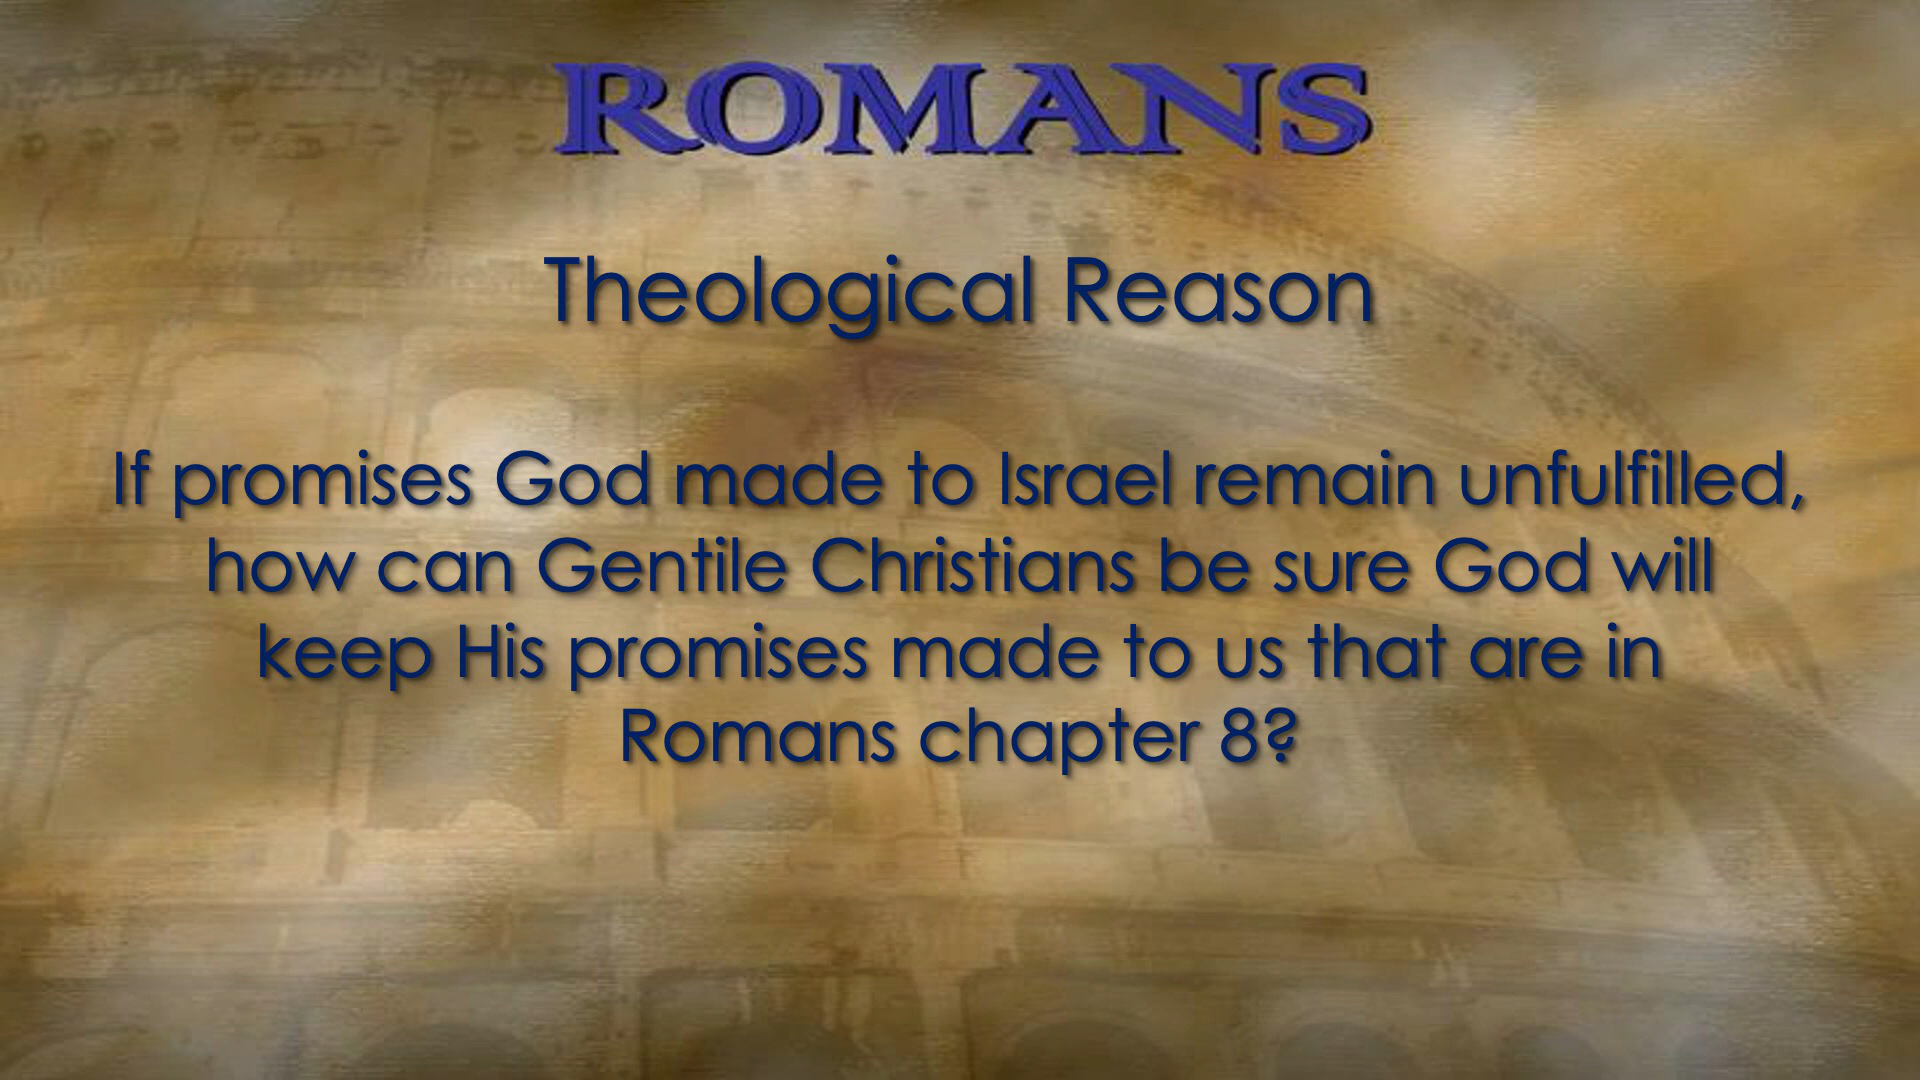 ROMANS
Theological Reason
If promises God made to Israel remain unfulfilled,
how can Gentile Christians be sure God will
keep His promises made to us that are in
Romans chapter 8?